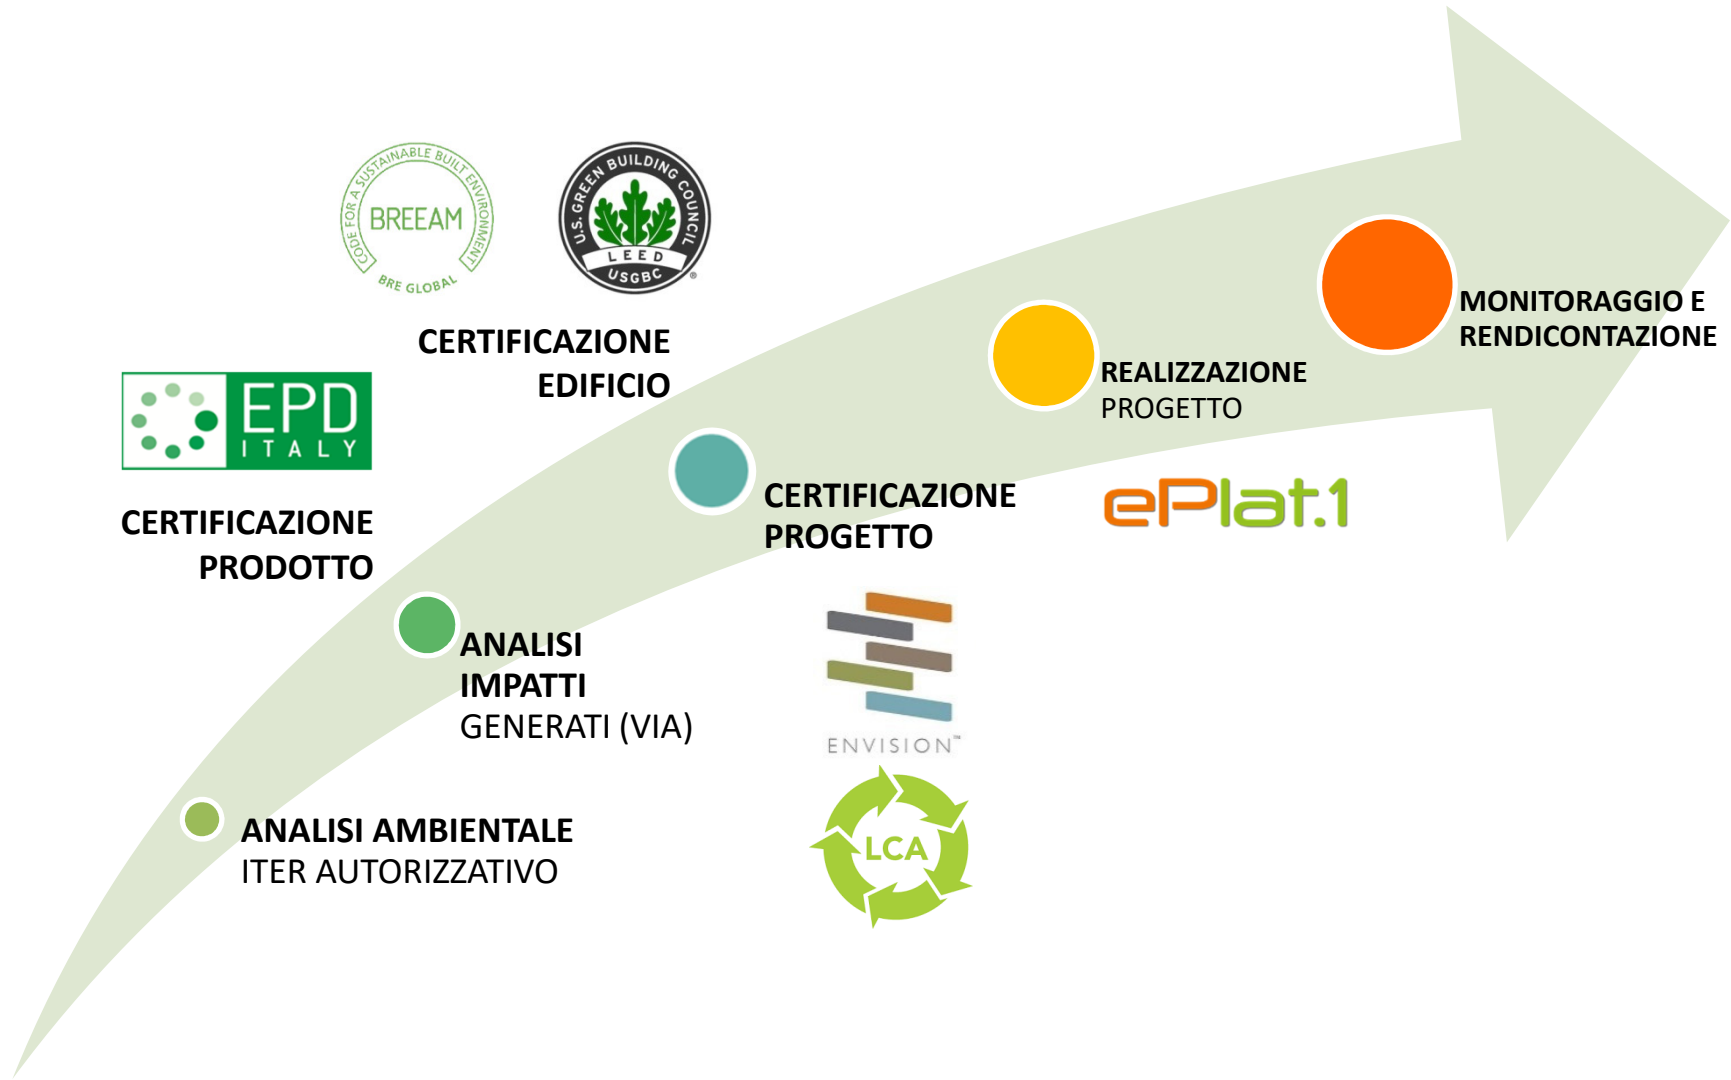 CODE FOR A SUSTAINABLE BUILT ENVIRONMENT
BREEAM
BRE GLOBAL
U.S. GREEN BUILDING COUNCIL
LEED
USGBC
®
CERTIFICAZIONE
EDIFICIO
EPD
ITALY
CERTIFICAZIONE
PRODOTTO
ANALISI AMBIENTALE
ITER AUTORIZZATIVO
ANALISI
IMPATTI
GENERATI (VIA)
CERTIFICAZIONE
PROGETTO
ENVISION™
LCA
REALIZZAZIONE
PROGETTO
ePlat.1
MONITORAGGIO E
RENDICONTAZIONE